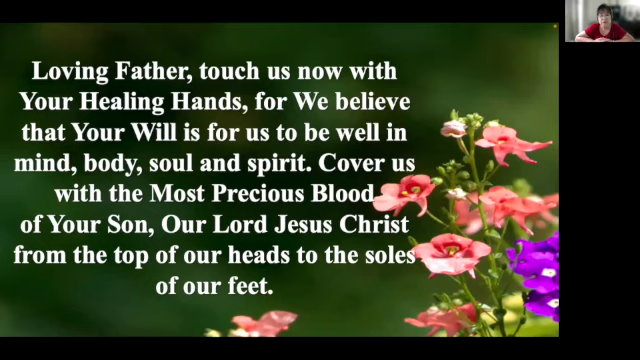 Loving Father, touch us now with
Your Healing Hands, for We believe
that Your Will is for us to be well in
mind, body, soul and spirit. Cover us
with the Most Precious Blood
of Your Son, Our Lord Jesus Christ
from the top of our heads to the soles
of our feet.